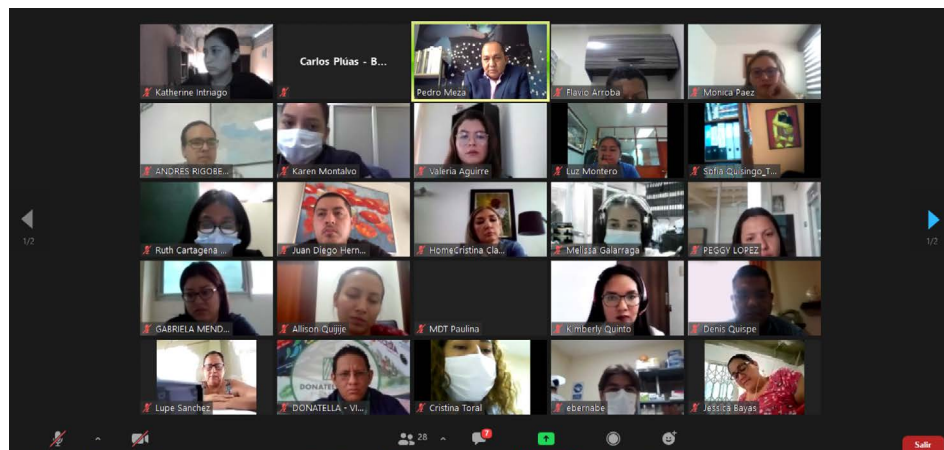 Katherine Intriago
Carlos Plúas - B...
Pedro Meza
Flavio Arroba
Monica Paez
ANDRES RIGOBE...
Karen Montalvo
Valeria Aguirre
Luz Montero
Sofia Quisingo_T...
Ruth Cartagena ...
Juan Diego Hern...
HomeCristina Cla...
Melissa Galarraga
PEGGY LOPEZ
GABRIELA MEND...
Allison Quijije
MDT Paulina
Kimberly Quinto
Denis Quispe
Lupe Sanchez
DONATELLA - VI...
Cristina Toral
ebernabe
Jessica Bayas
1/2
1/2
28
7
Salir